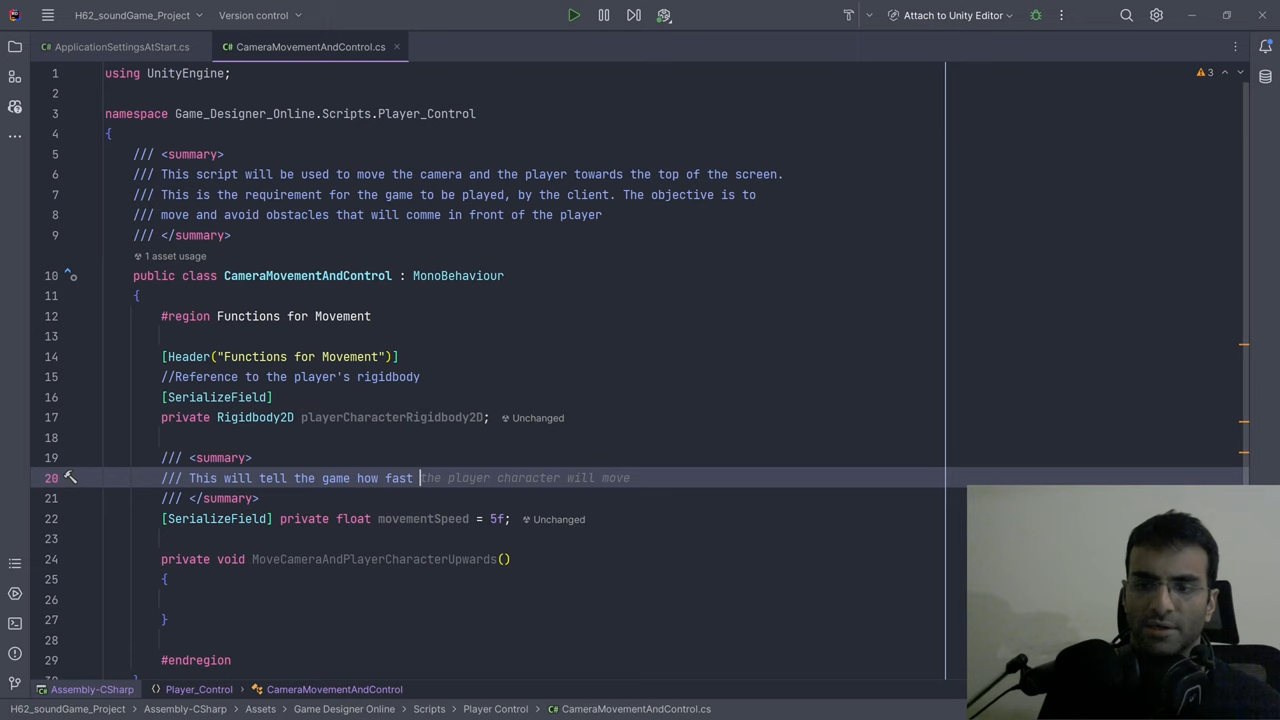 H62_soundGame_Project Version control Attach to Unity Editor
ApplicationSettingsAtStart.cs CameraMovementAndControl.cs
1 using UnityEngine; 3
2
3 namespace Game_Designer_Online.Scripts.Player_Control
4 {
5 /// <summary>
6 /// This script will be used to move the camera and the player towards the top of the screen.
7 /// This is the requirement for the game to be played, by the client. The objective is to
8 /// move and avoid obstacles that will comme in front of the player
9 /// </summary>
1 asset usage
10 public class CameraMovementAndControl : MonoBehaviour
11 {
12 #region Functions for Movement
13
14 [Header("Functions for Movement")]
15 //Reference to the player's rigidbody
16 [SerializeField]
17 private Rigidbody2D playerCharacterRigidbody2D; Unchanged
18
19 /// <summary>
20 /// This will tell the game how fast the player character will move
21 /// </summary>
22 [SerializeField] private float movementSpeed = 5f; Unchanged
23
24 private void MoveCameraAndPlayerCharacterUpwards()
25 {
26
27 }
28
29 #endregion
Assembly-CSharp Player_Control CameraMovementAndControl
H62_soundGame_Project Assembly-CSharp Assets Game Designer Online Scripts Player Control CameraMovementAndControl.cs